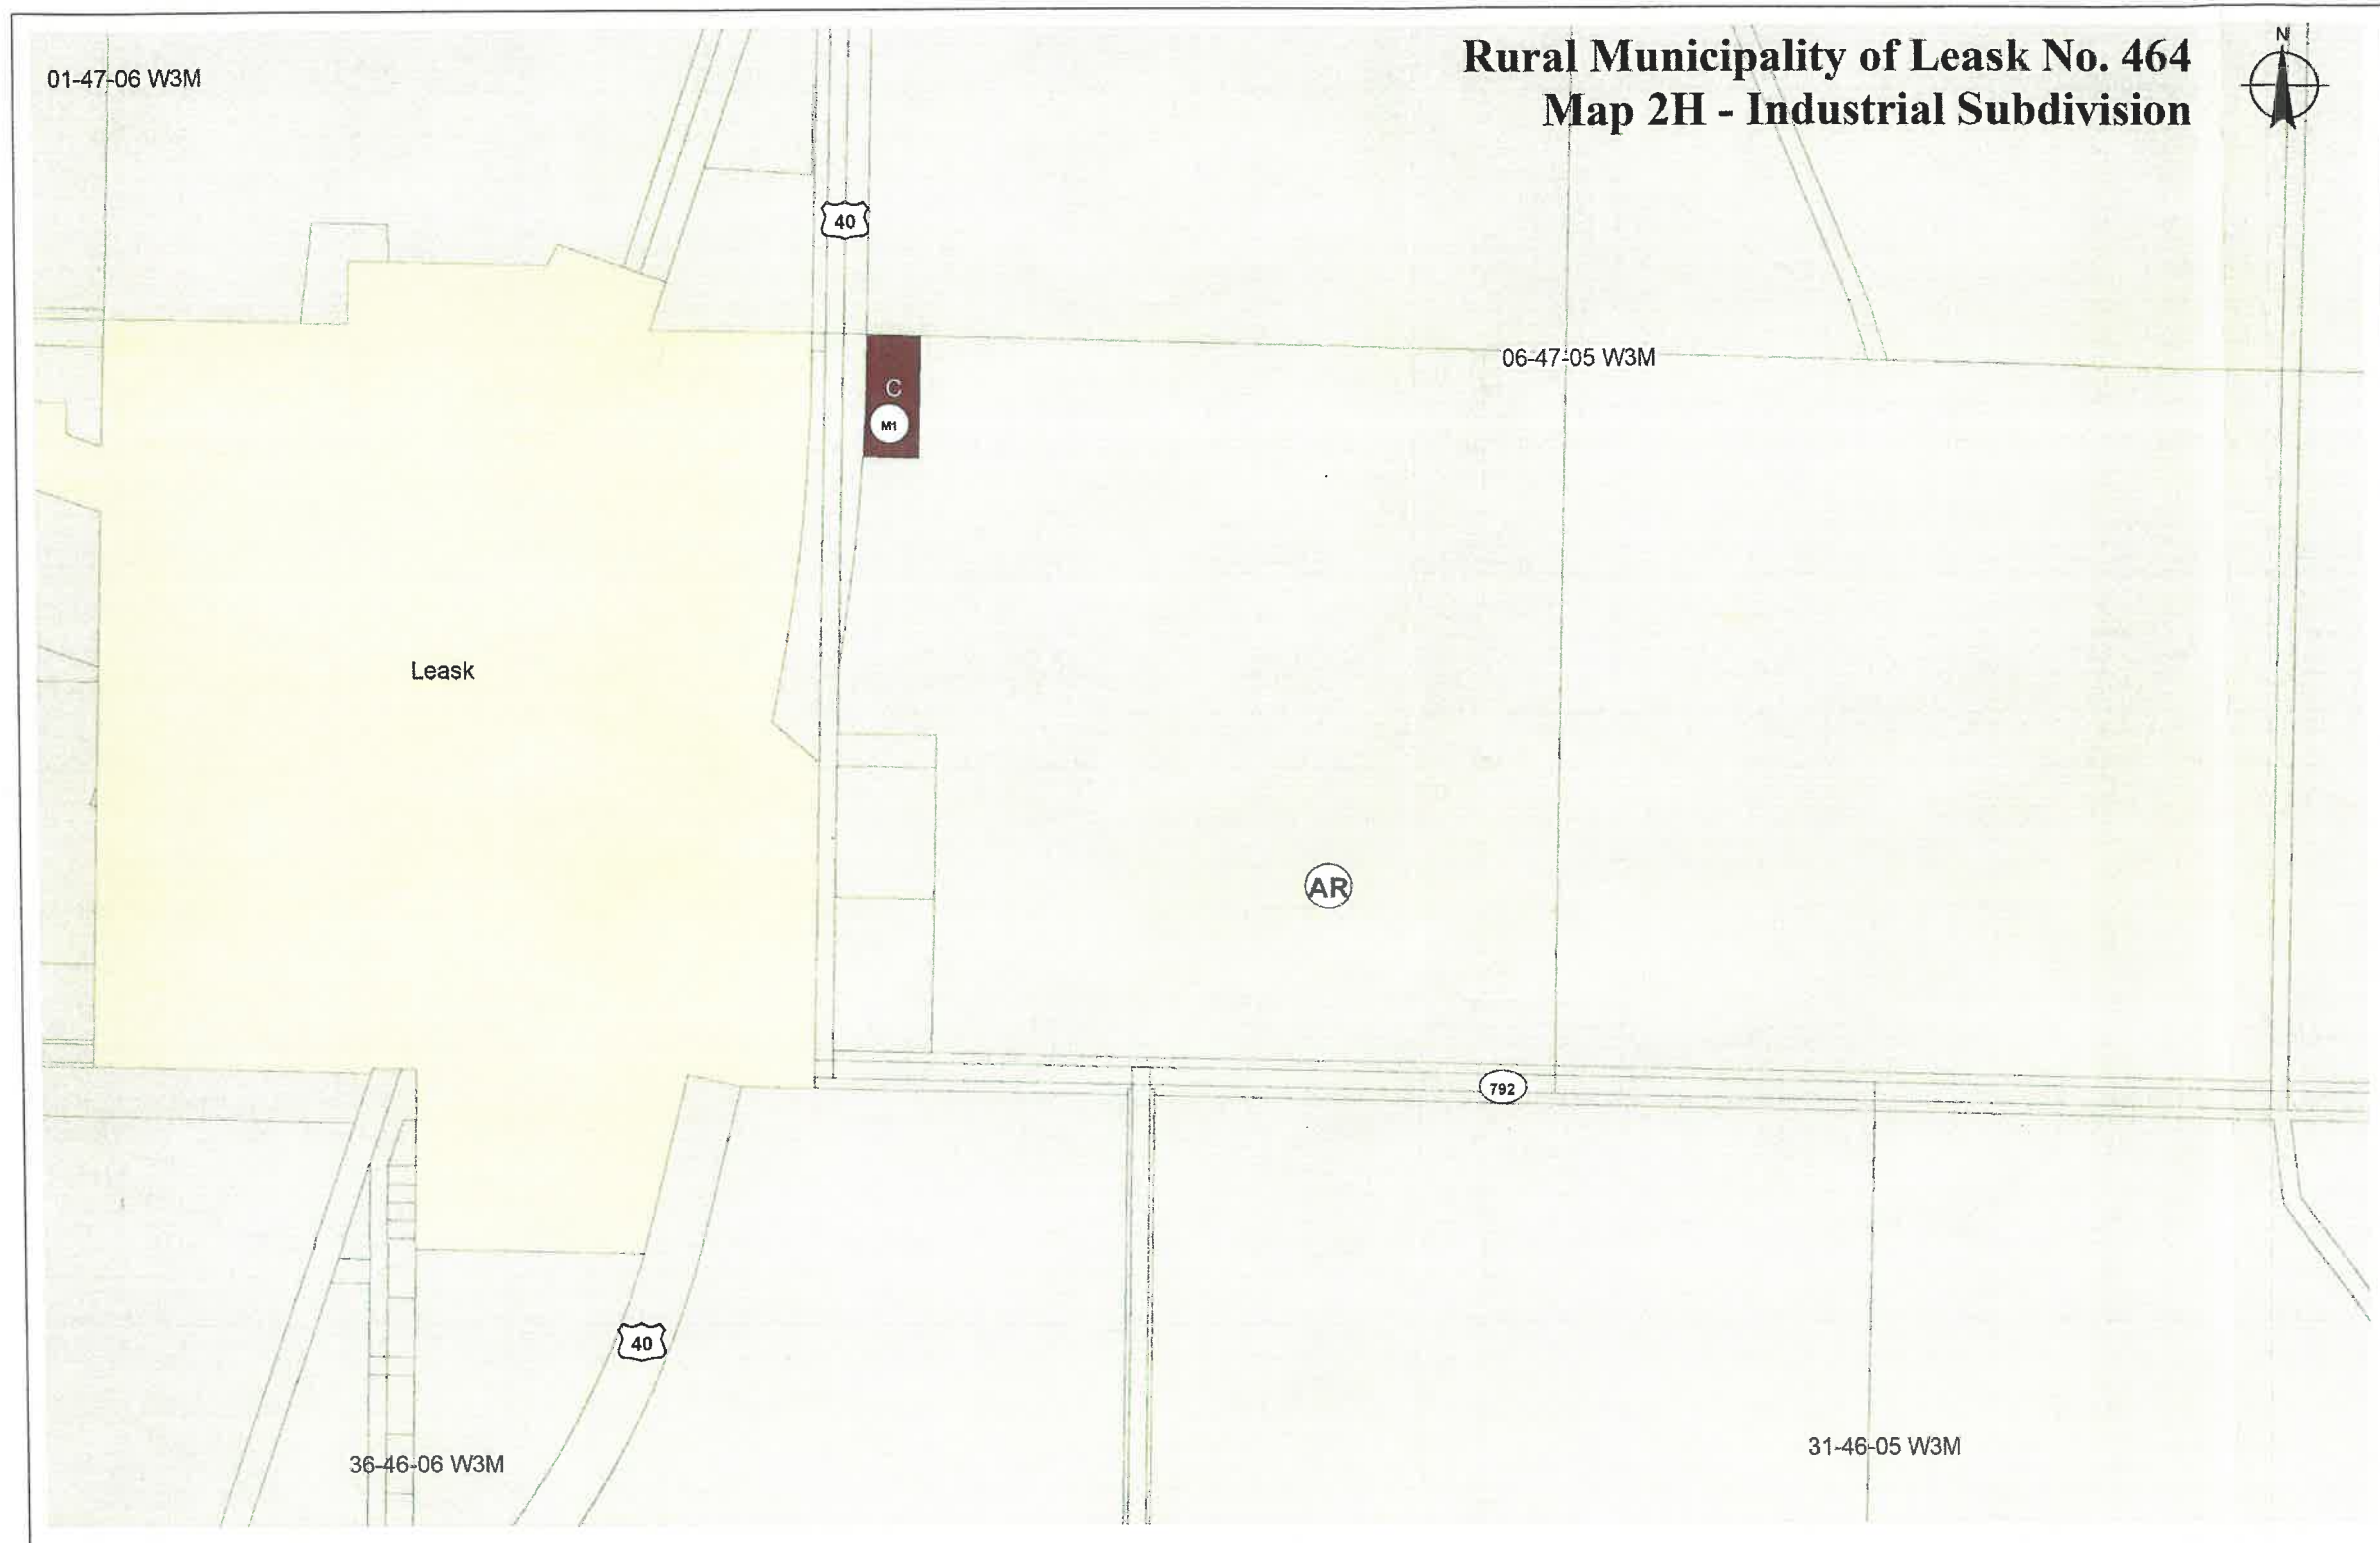 Rural Municipality of Leask No. 464
Map 2H - Industrial Subdivision
N
01-47-06 W3M
40
06-47-05 W3M
C
M1
Leask
AR
792
40
36-46-06 W3M
31-46-05 W3M